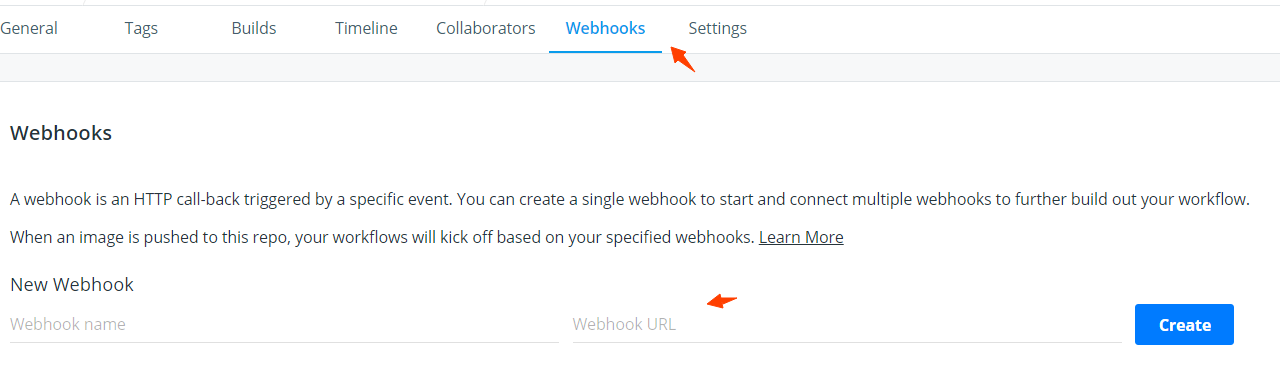 General Tags Builds Timeline Collaborators Webhooks Settings
Webhooks
A webhook is an HTTP call-back triggered by a specific event. You can create a single webhook to start and connect multiple webhooks to further build out your workflow.
When an image is pushed to this repo, your workflows will kick off based on your specified webhooks. Learn More
New Webhook
Webhook name Webhook URL Create